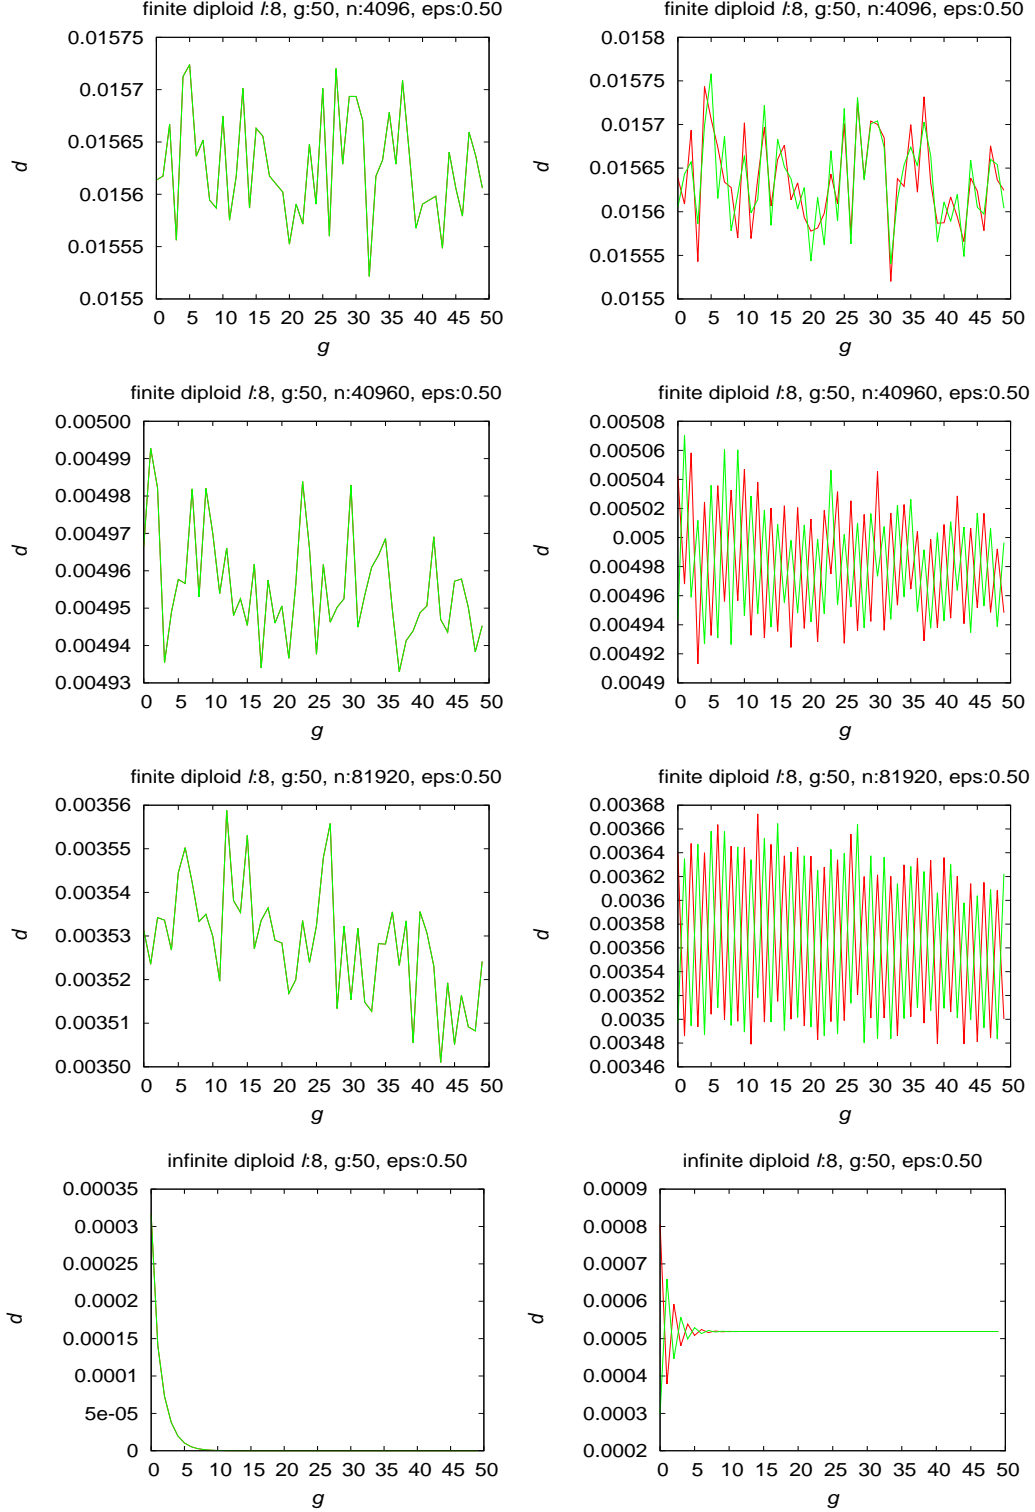 finite diploid l:8, g:50, n:4096, eps:0.50
0.01575
0.0157
0.01565
0.0156
0.01555
0.0155
d
0 5 10 15 20 25 30 35 40 45 50
g
finite diploid l:8, g:50, n:4096, eps:0.50
0.0158
0.01575
0.0157
0.01565
0.0156
0.01555
0.0155
d
0 5 10 15 20 25 30 35 40 45 50
g
finite diploid l:8, g:50, n:40960, eps:0.50
0.00500
0.00499
0.00498
0.00497
0.00496
0.00495
0.00494
0.00493
d
0 5 10 15 20 25 30 35 40 45 50
g
finite diploid l:8, g:50, n:40960, eps:0.50
0.00508
0.00506
0.00504
0.00502
0.005
0.00498
0.00496
0.00494
0.00492
0.0049
d
0 5 10 15 20 25 30 35 40 45 50
g
finite diploid l:8, g:50, n:81920, eps:0.50
0.00356
0.00355
0.00354
0.00353
0.00352
0.00351
0.00350
d
0 5 10 15 20 25 30 35 40 45 50
g
finite diploid l:8, g:50, n:81920, eps:0.50
0.00368
0.00366
0.00364
0.00362
0.0036
0.00358
0.00356
0.00354
0.00352
0.0035
0.00348
0.00346
d
0 5 10 15 20 25 30 35 40 45 50
g
infinite diploid l:8, g:50, eps:0.50
0.00035
0.0003
0.00025
0.0002
0.00015
0.0001
5e-05
0
d
0 5 10 15 20 25 30 35 40 45 50
g
infinite diploid l:8, g:50, eps:0.50
0.0009
0.0008
0.0007
0.0006
0.0005
0.0004
0.0003
0.0002
d
0 5 10 15 20 25 30 35 40 45 50
g